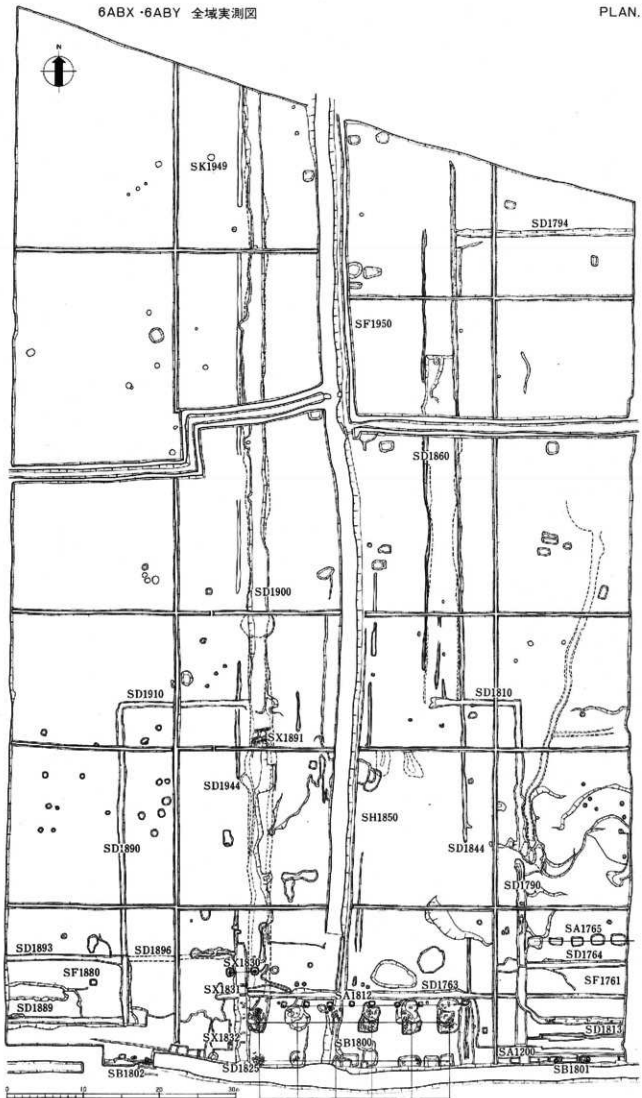 6ABX・6ABY 全域実測図
PLAN.
N
SK1949
SD1794
SF1950
SD1860
SD1900
SD1910
SD1810
SX1891
SD1944
SH1850
SD1890
SD1844
SD1790
SA1765
SD1893
SD1896
SX1830
SD1764
SF1880
SX1831
SD1763
SF1761
SA1812
SD1889
SD1813
SX1832
SB1800
SA1200
SD1825
SB1802
SB1801
0
10
20
30